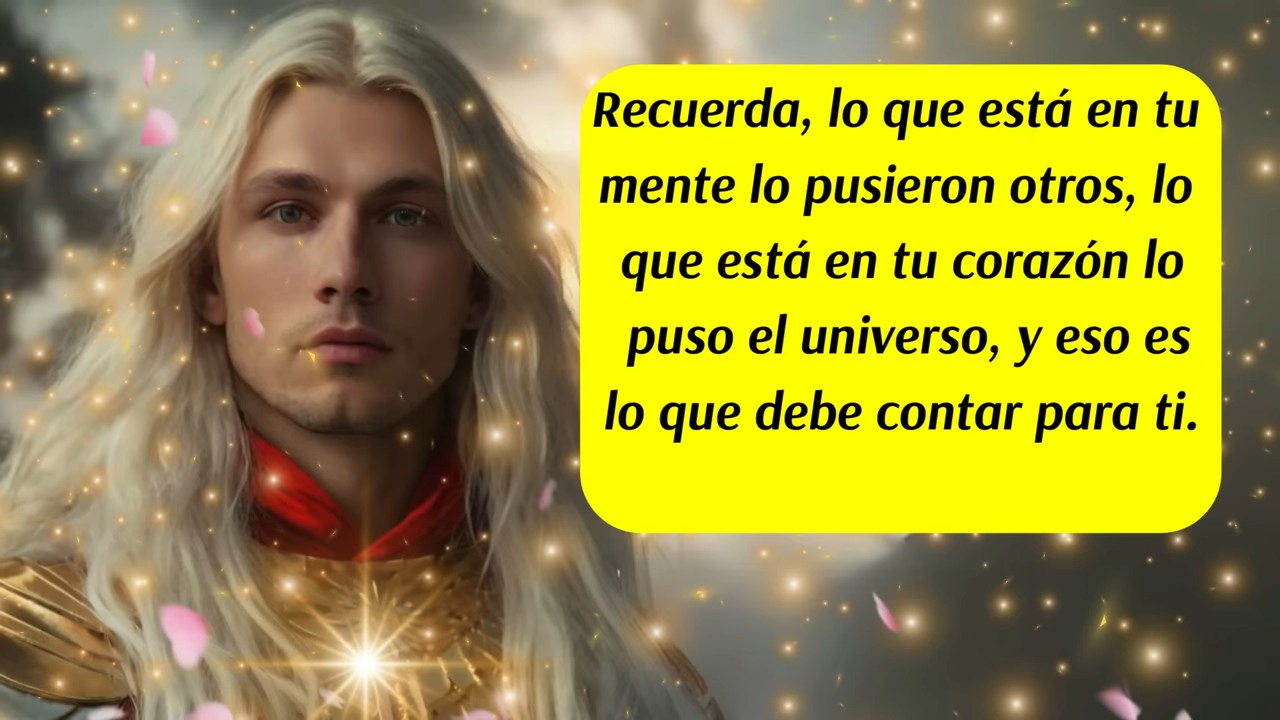 Recuerda, lo que está en tu
mente lo pusieron otros, lo
que está en tu corazón lo
puso el universo, y eso es
lo que debe contar para ti.